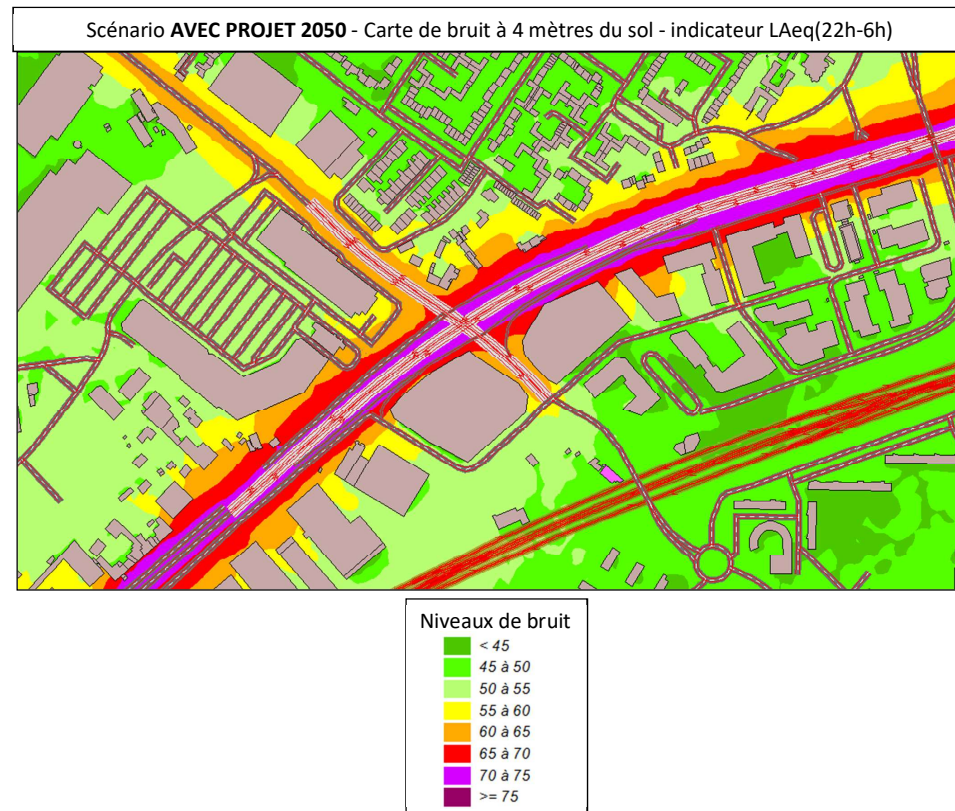 Scénario AVEC PROJET 2050 - Carte de bruit à 4 mètres du sol - indicateur LAeq(22h-6h)
Niveaux de bruit
< 45
45 à 50
50 à 55
55 à 60
60 à 65
65 à 70
70 à 75
>= 75